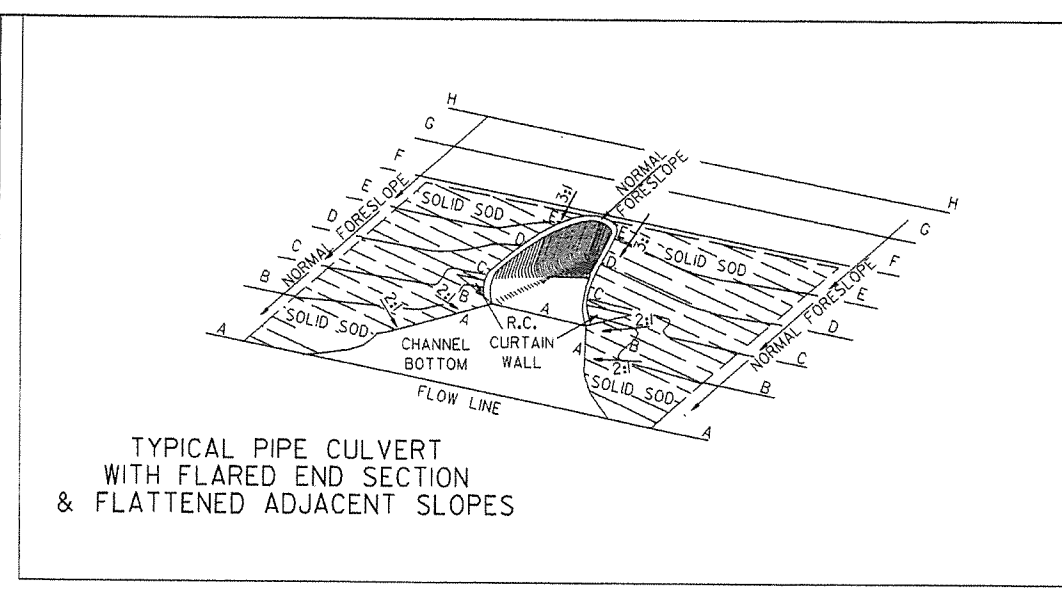 H
G
F
E
D
C
B
A
NORMAL FORESLOPE
SOLID SOD
SOLID SOD
2:1
2:1
NORMAL
FORESLOPE
3:1
E
D
C
B
A
A
E
3:1
D
C
B
A
2:1
2:1
R.C.
CURTAIN
WALL
CHANNEL
BOTTOM
FLOW LINE
SOLID SOD
SOLID SOD
NORMAL FORESLOPE
H
G
F
E
D
C
B
A
TYPICAL PIPE CULVERT
WITH FLARED END SECTION
& FLATTENED ADJACENT SLOPES